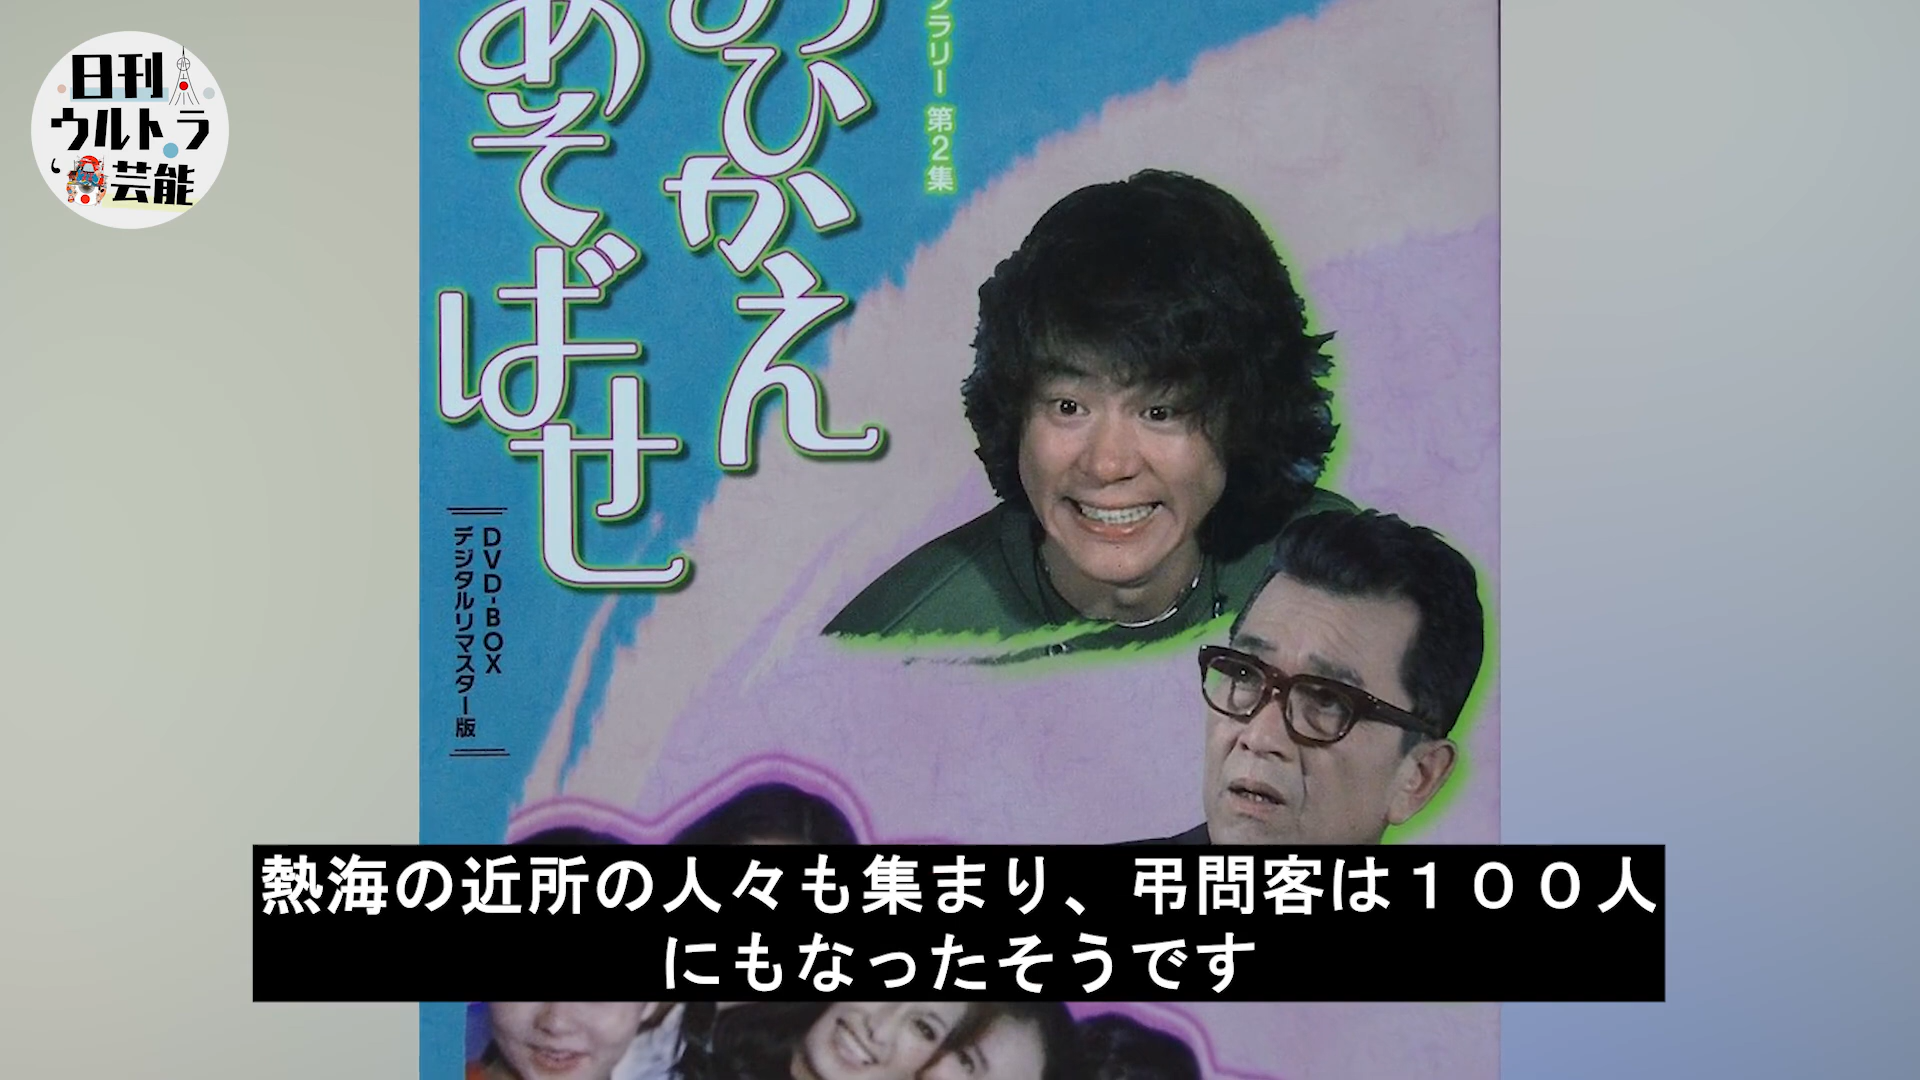 日刊
ウルトラ
芸能
ラリー 第2集
おひかえ
あそばせ
DVD-BOX
デジタルリマスター版
熱海の近所の人々も集まり、弔問客は１００人
にもなったそうです